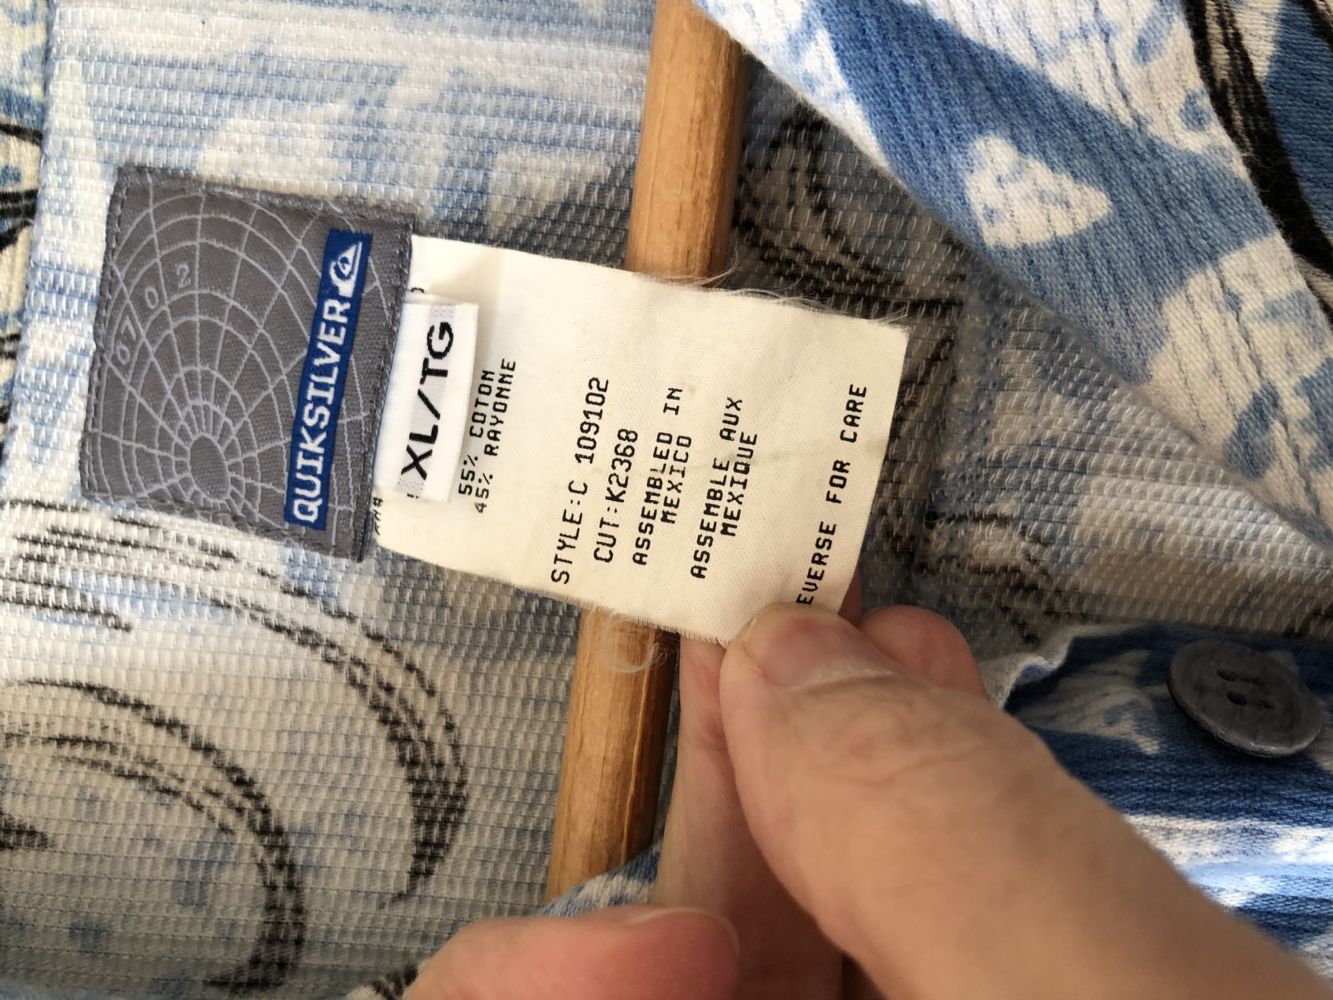 6702
QUIKSILVER
XL/TG
55% COTON
45% RAYONNE
STYLE:C 109102
CUT:K2368
ASSEMBLED IN
MEXICO
ASSEMBLE AUX
MEXIQUE
EVERSE FOR CARE